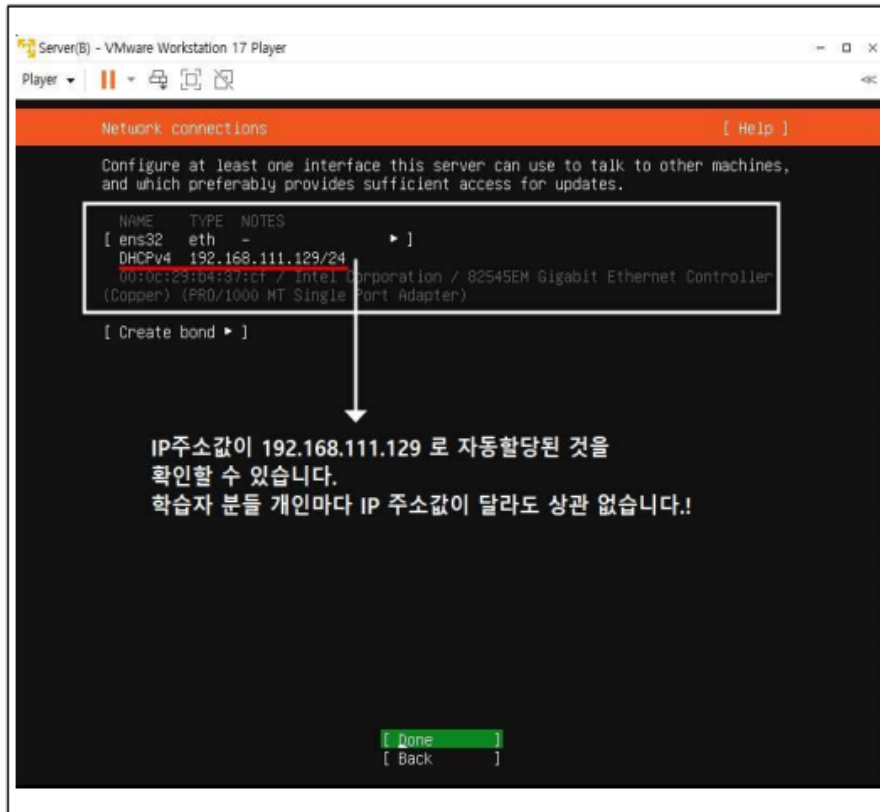 Server(B) - VMware Workstation 17 Player
Player
Network connections [ Help ]
Configure at least one interface this server can use to talk to other machines,
and which preferably provides sufficient access for updates.
NAME TYPE NOTES
[ ens32 eth - ▸ ]
DHCPv4 192.168.111.129/24
00:0c:29:b4:37:cf / Intel Corporation / 82545EM Gigabit Ethernet Controller
(Copper) (PRO/1000 MT Single Port Adapter)
[ Create bond ▸ ]
IP주소값이 192.168.111.129 로 자동할당된 것을
확인할 수 있습니다.
학습자 분들 개인마다 IP 주소값이 달라도 상관 없습니다.!
[ Done ]
[ Back ]